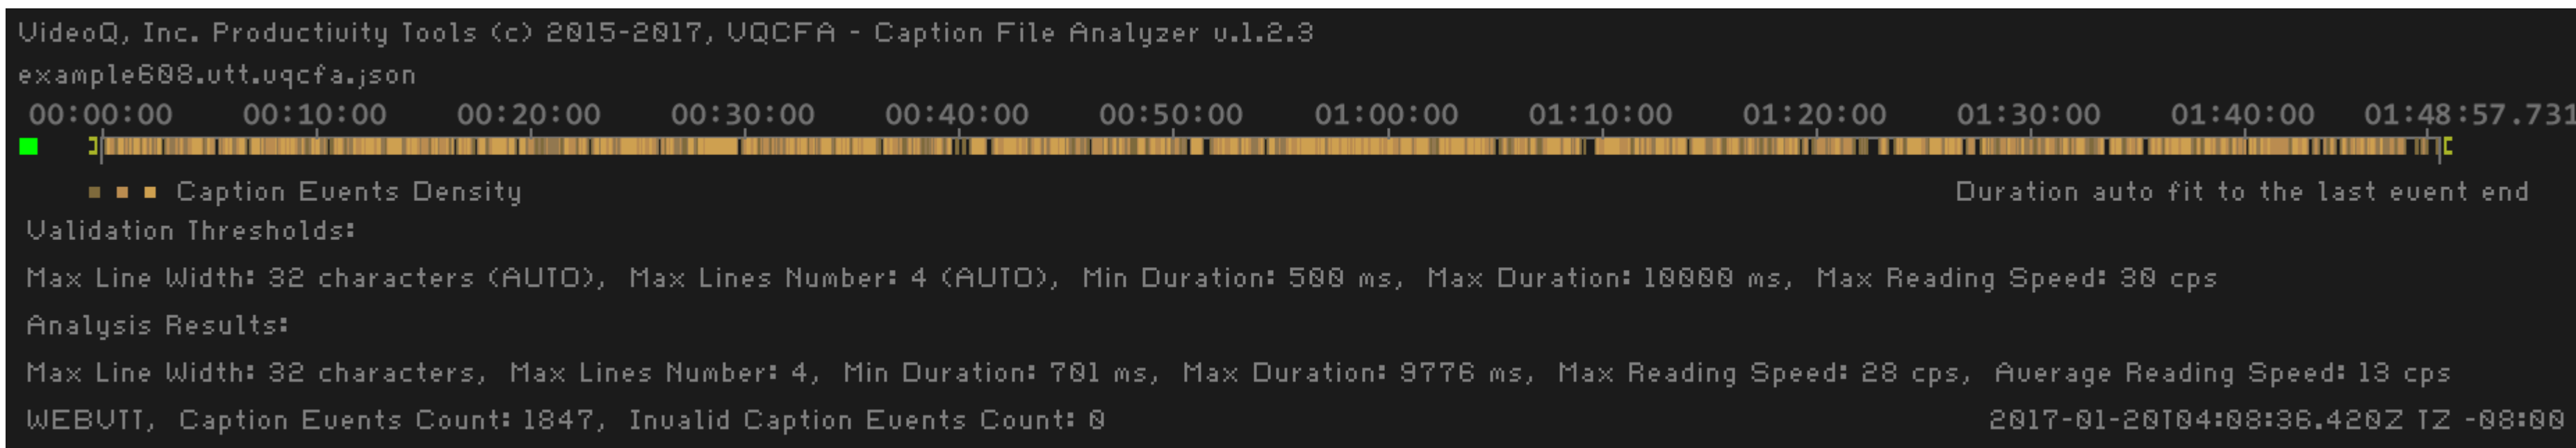 VideoQ, Inc. Productivity Tools (c) 2015-2017, VQCFA - Caption File Analyzer v.1.2.3
example608.vtt.vqcfa.json
00:00:00 00:10:00 00:20:00 00:30:00 00:40:00 00:50:00 01:00:00 01:10:00 01:20:00 01:30:00 01:40:00 01:48:57.731
Caption Events Density Duration auto fit to the last event end
Validation Thresholds:
Max Line Width: 32 characters (AUTO), Max Lines Number: 4 (AUTO), Min Duration: 500 ms, Max Duration: 10000 ms, Max Reading Speed: 30 cps
Analysis Results:
Max Line Width: 32 characters, Max Lines Number: 4, Min Duration: 701 ms, Max Duration: 9776 ms, Max Reading Speed: 28 cps, Average Reading Speed: 13 cps
WEBVTT, Caption Events Count: 1847, Invalid Caption Events Count: 0 2017-01-20T04:08:36.420Z TZ -08:00